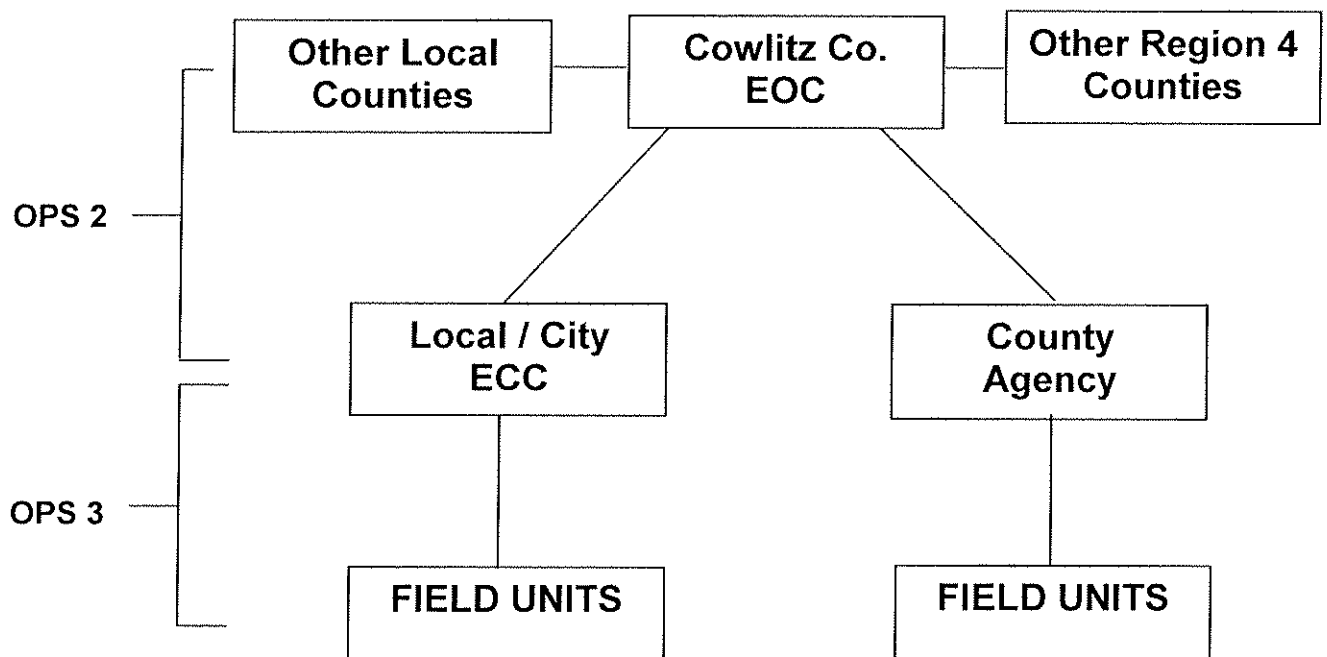 Other Local
Counties
Cowlitz Co.
EOC
Other Region 4
Counties
OPS 2
Local / City
ECC
County
Agency
OPS 3
FIELD UNITS
FIELD UNITS